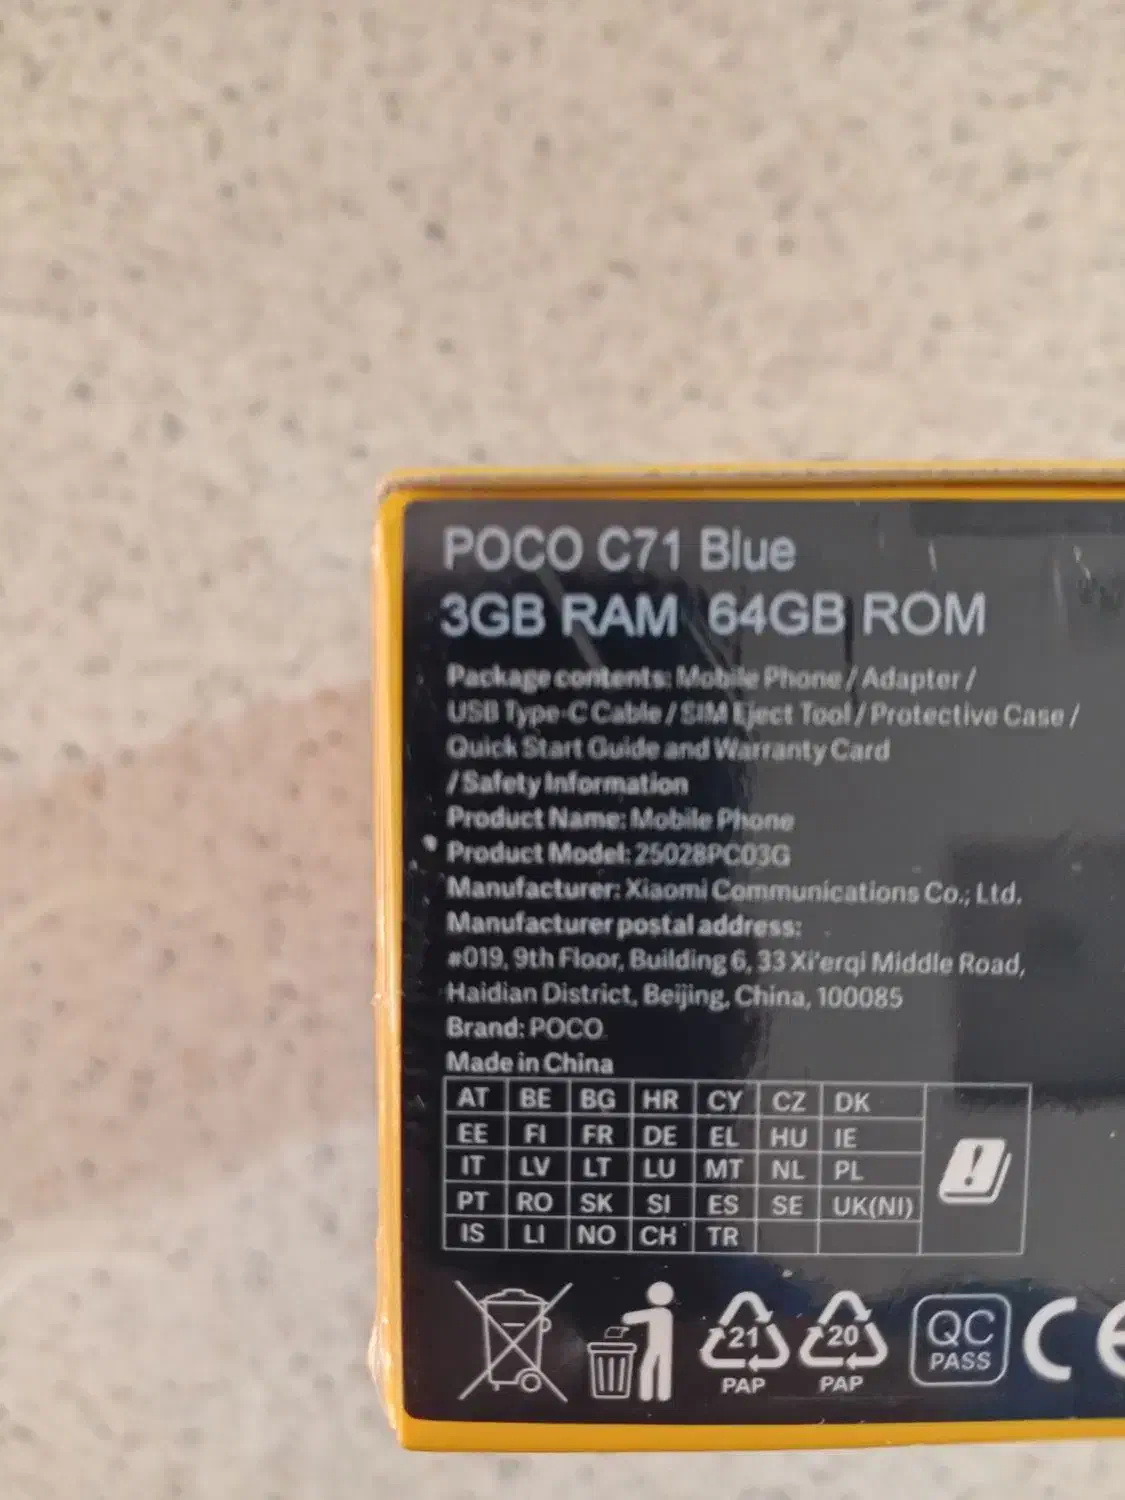 POCO C71 Blue
3GB RAM 64GB ROM
Package contents: Mobile Phone / Adapter /
USB Type-C Cable / SIM Eject Tool / Protective Case /
Quick Start Guide and Warranty Card
/ Safety Information
Product Name: Mobile Phone
Product Model: 25028PC03G
Manufacturer: Xiaomi Communications Co., Ltd.
Manufacturer postal address:
#019, 9th Floor, Building 6, 33 Xi'erqi Middle Road,
Haidian District, Beijing, China, 100085
Brand: POCO
Made in China
AT BE BG HR CY CZ DK
EE FI FR DE EL HU IE
IT LV LT LU MT NL PL
PT RO SK SI ES SE UK(NI)
IS LI NO CH TR
21 20 QC CE
PAP PAP PASS